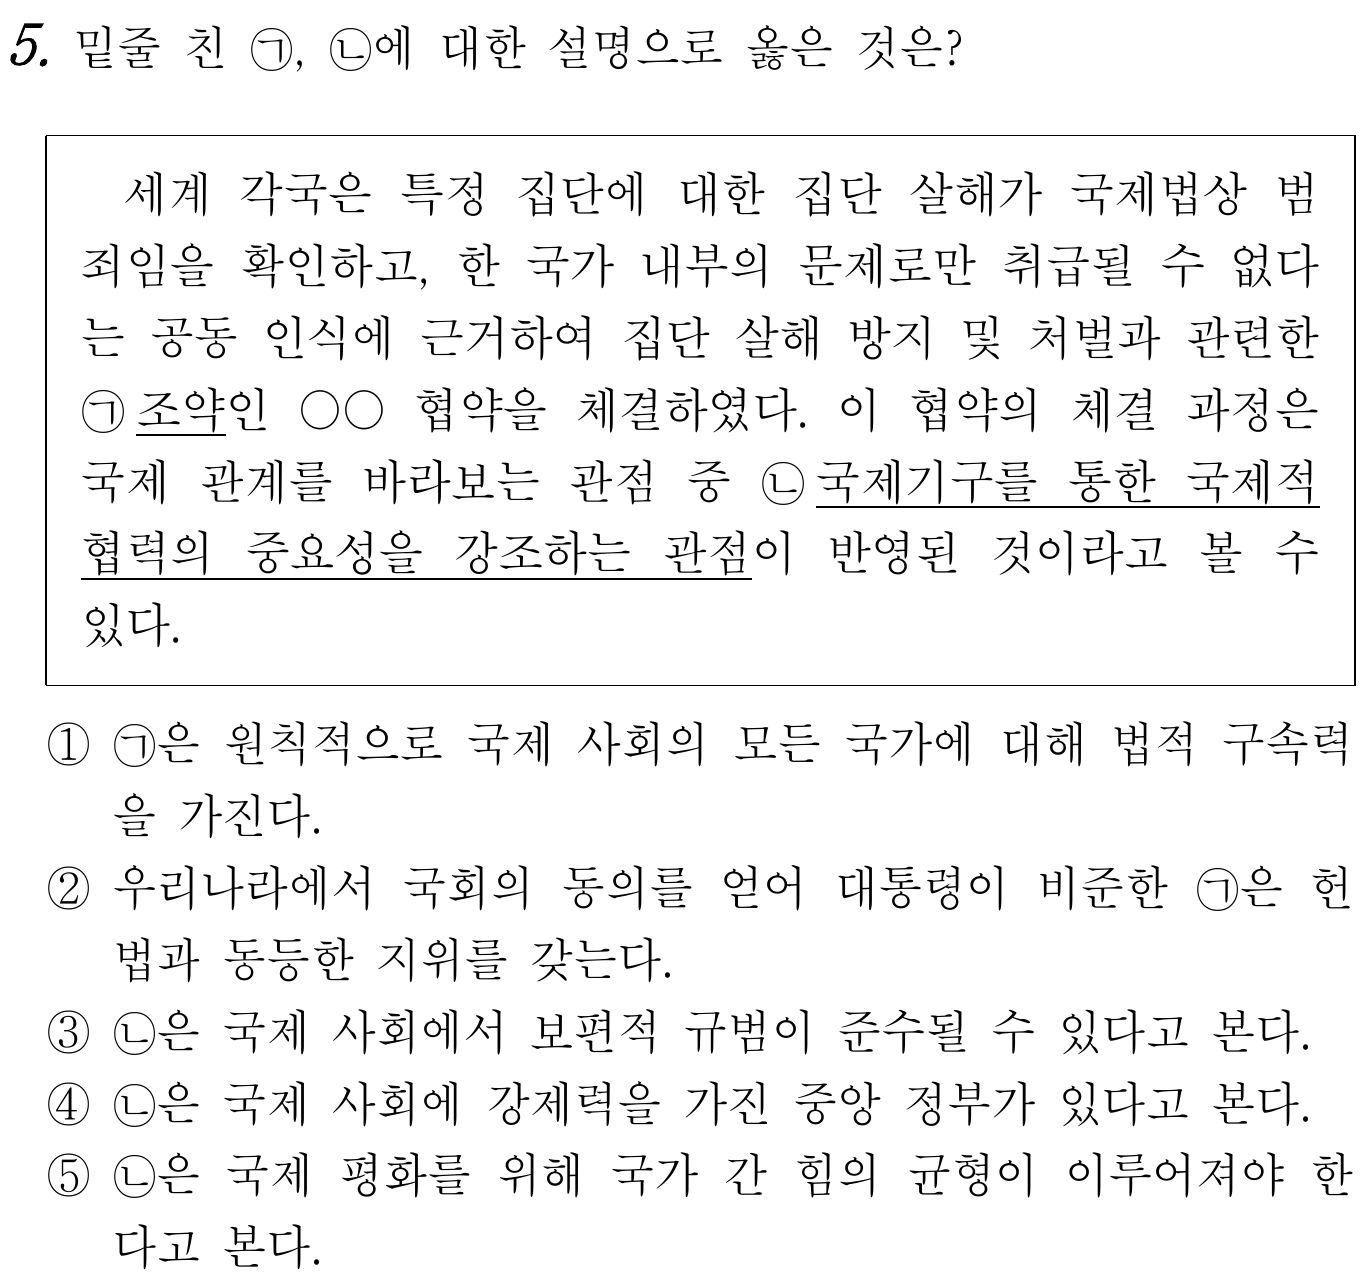 5. 밑줄 친 ㉠, ㉡에 대한 설명으로 옳은 것은?
세계 각국은 특정 집단에 대한 집단 살해가 국제법상 범
죄임을 확인하고, 한 국가 내부의 문제로만 취급될 수 없다
는 공동 인식에 근거하여 집단 살해 방지 및 처벌과 관련한
㉠조약인 ○○ 협약을 체결하였다. 이 협약의 체결 과정은
국제 관계를 바라보는 관점 중 ㉡국제기구를 통한 국제적
협력의 중요성을 강조하는 관점이 반영된 것이라고 볼 수
있다.
① ㉠은 원칙적으로 국제 사회의 모든 국가에 대해 법적 구속력
을 가진다.
② 우리나라에서 국회의 동의를 얻어 대통령이 비준한 ㉠은 헌
법과 동등한 지위를 갖는다.
③ ㉡은 국제 사회에서 보편적 규범이 준수될 수 있다고 본다.
④ ㉡은 국제 사회에 강제력을 가진 중앙 정부가 있다고 본다.
⑤ ㉡은 국제 평화를 위해 국가 간 힘의 균형이 이루어져야 한
다고 본다.